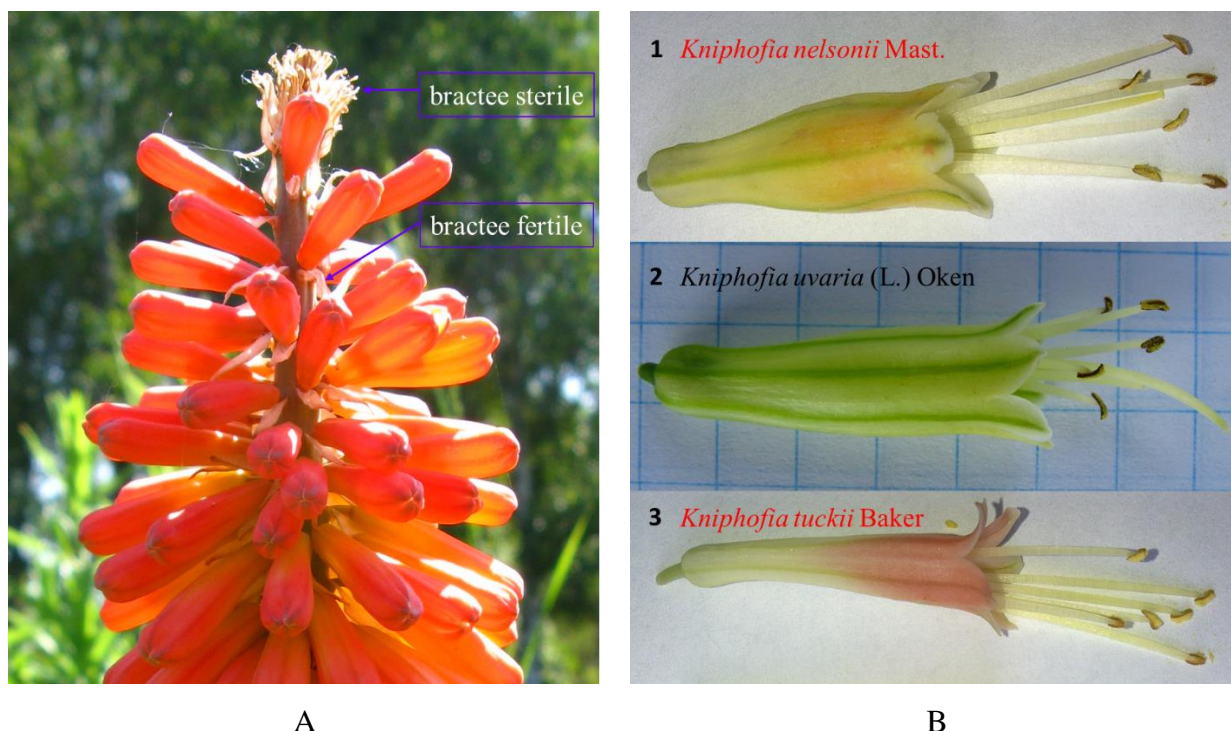 bractee sterile
bractee fertile
1 Kniphofia nelsonii Mast.
2 Kniphofia uvaria (L.) Oken
3 Kniphofia tuckii Baker
A
B